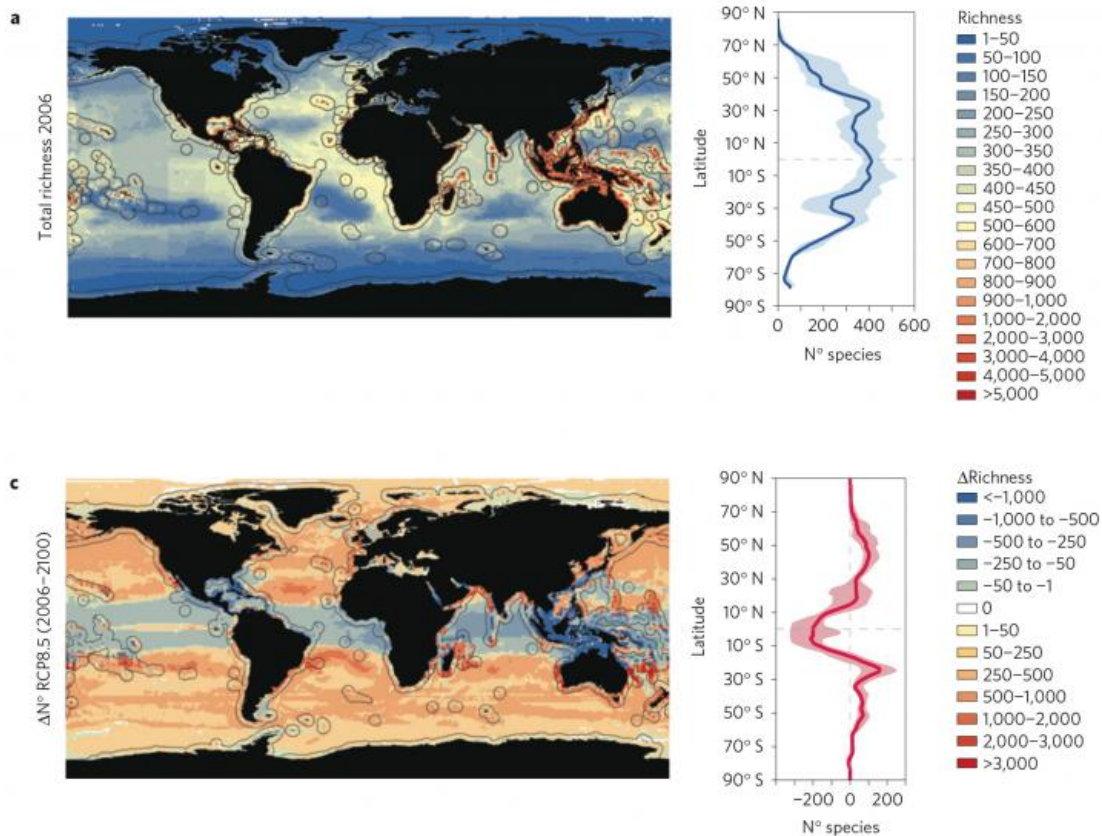 a
Total richness 2006
90° N
70° N
50° N
30° N
10° N
10° S
30° S
50° S
70° S
90° S
Latitude
0 200 400 600
N° species
Richness
1–50
50–100
100–150
150–200
200–250
250–300
300–350
350–400
400–450
450–500
500–600
600–700
700–800
800–900
900–1,000
1,000–2,000
2,000–3,000
3,000–4,000
4,000–5,000
>5,000
c
ΔN° RCP8.5 (2006–2100)
90° N
70° N
50° N
30° N
10° N
10° S
30° S
50° S
70° S
90° S
Latitude
−200 0 200
N° species
ΔRichness
<−1,000
−1,000 to −500
−500 to −250
−250 to −50
−50 to −1
0
1–50
50–250
250–500
500–1,000
1,000–2,000
2,000–3,000
>3,000